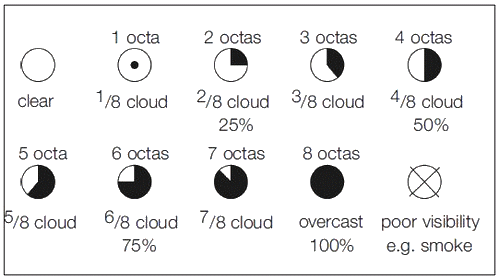 1 octa 2 octas 3 octas 4 octas
clear 1/8 cloud 2/8 cloud 3/8 cloud 4/8 cloud
25% 50%
5 octa 6 octas 7 octas 8 octas
5/8 cloud 6/8 cloud 7/8 cloud overcast poor visibility
75% 100% e.g. smoke